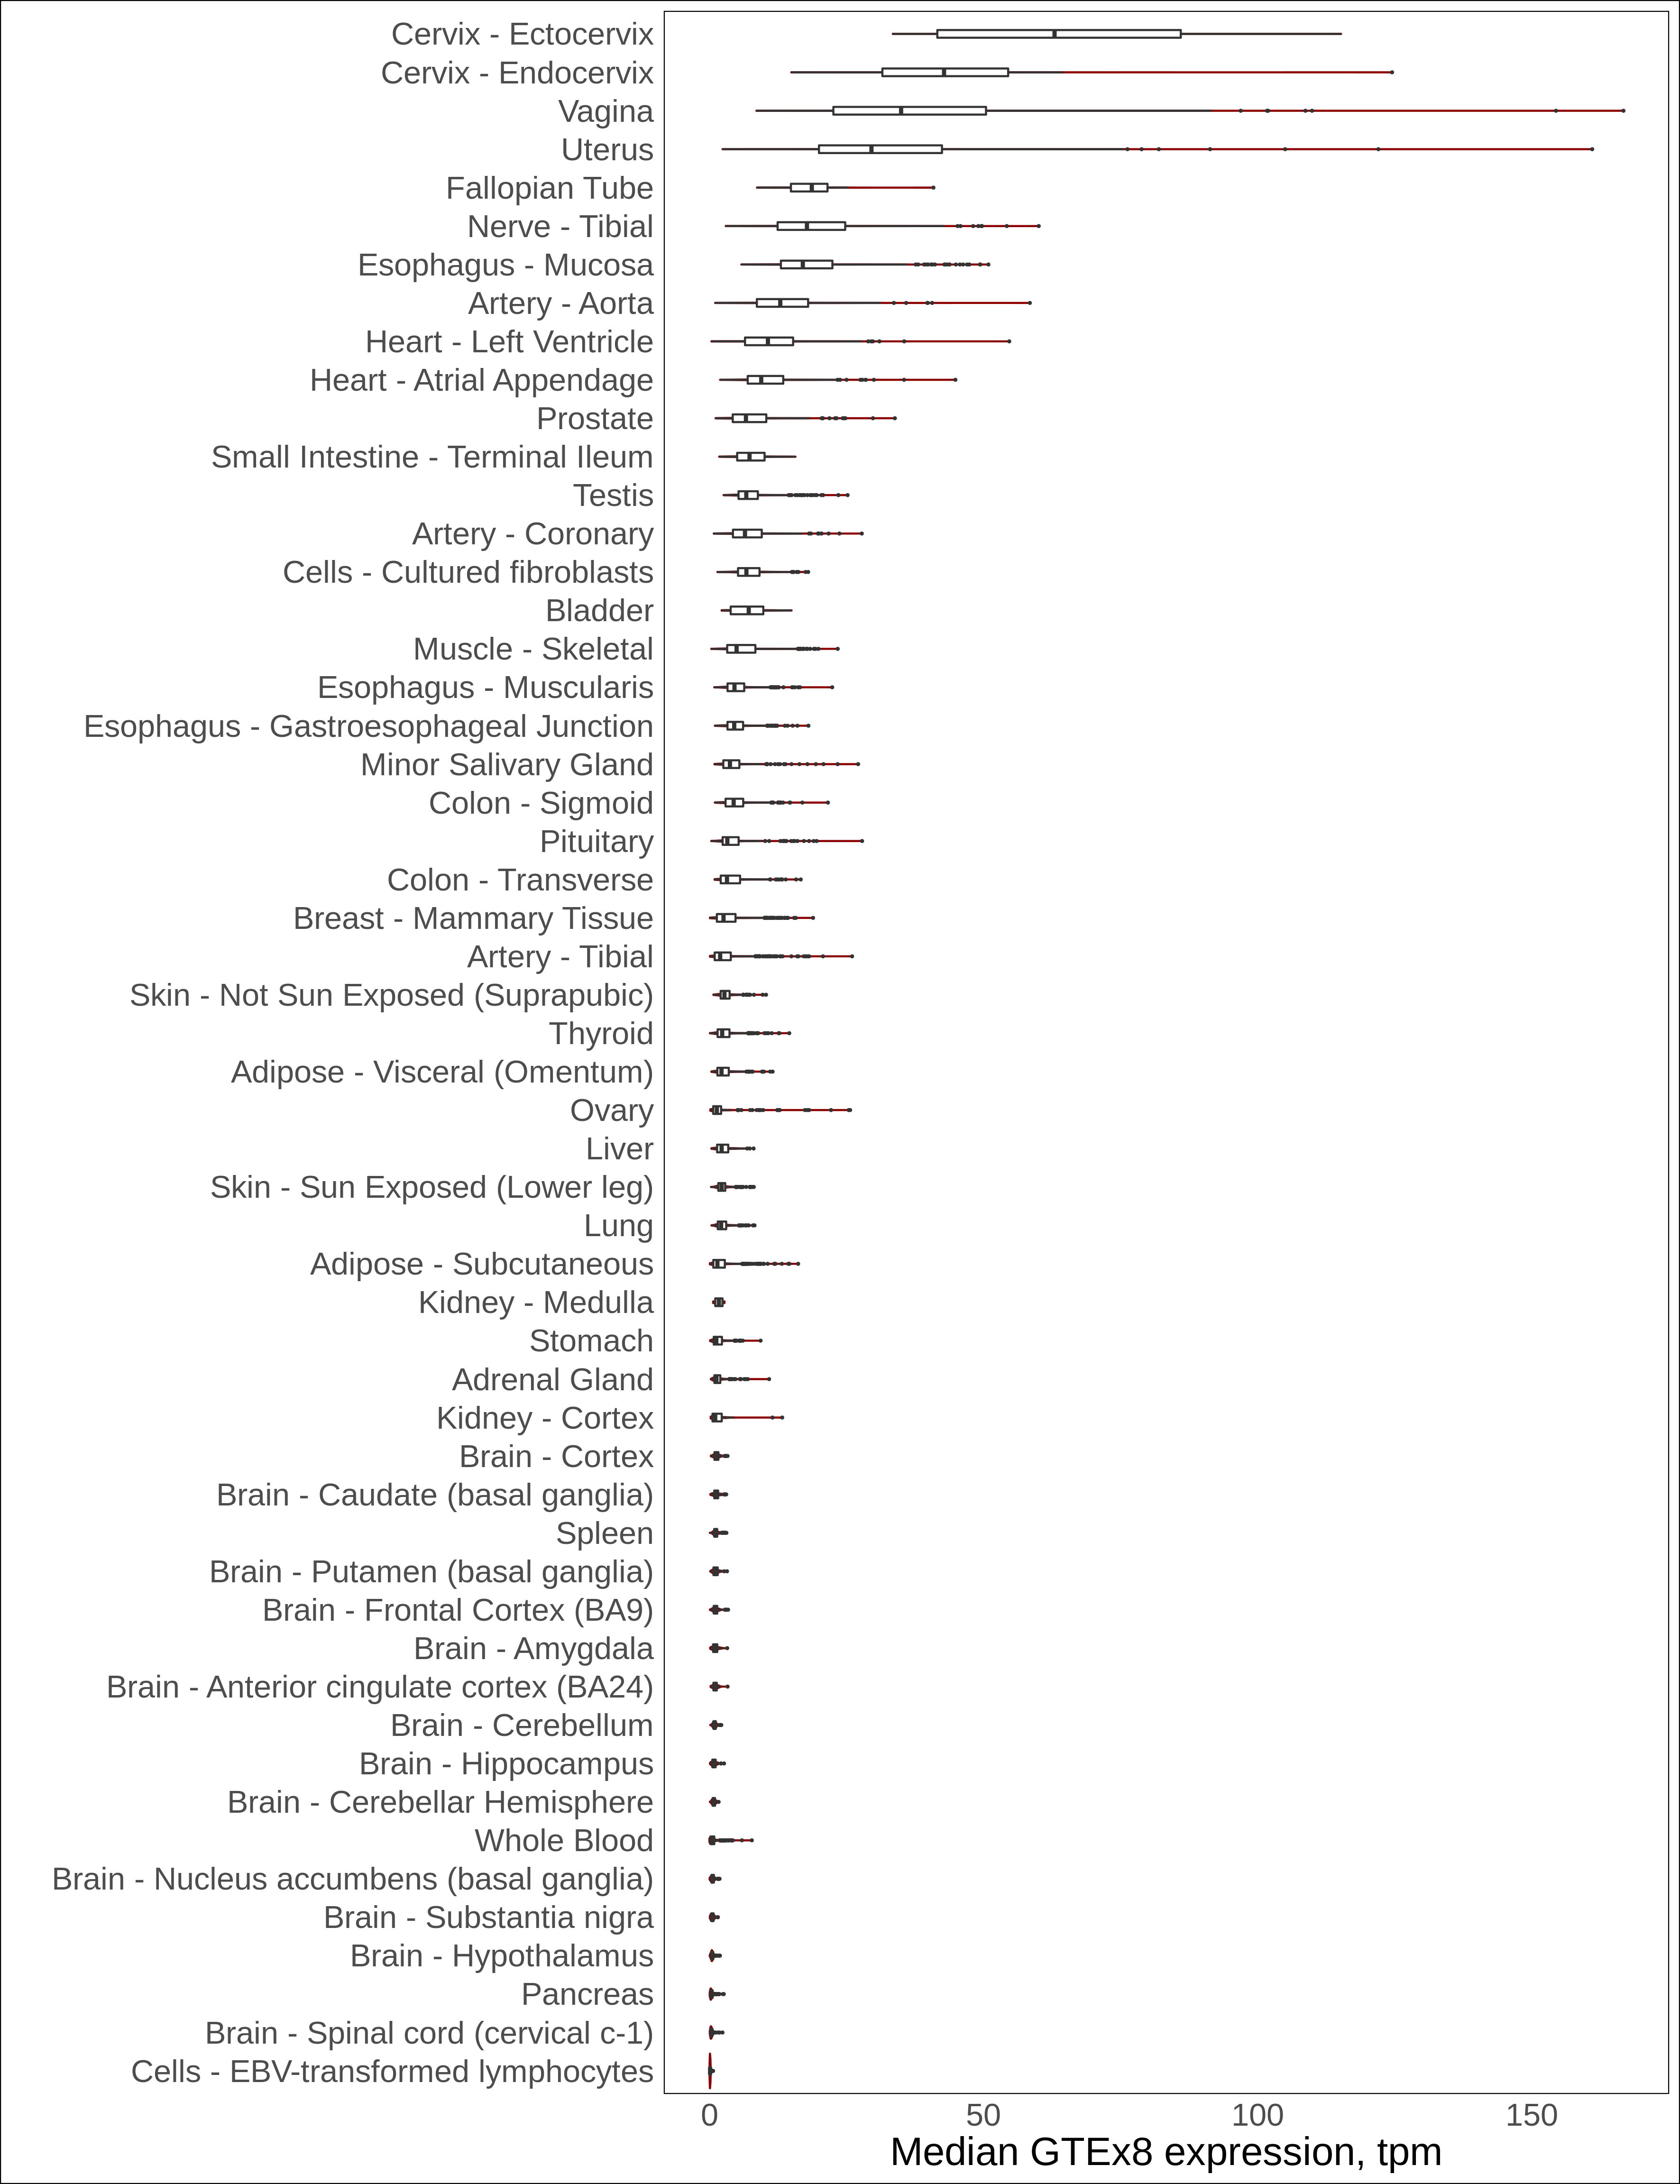 Cervix - Ectocervix
Cervix - Endocervix
Vagina
Uterus
Fallopian Tube
Nerve - Tibial
Esophagus - Mucosa
Artery - Aorta
Heart - Left Ventricle
Heart - Atrial Appendage
Prostate
Small Intestine - Terminal Ileum
Testis
Artery - Coronary
Cells - Cultured fibroblasts
Bladder
Muscle - Skeletal
Esophagus - Muscularis
Esophagus - Gastroesophageal Junction
Minor Salivary Gland
Colon - Sigmoid
Pituitary
Colon - Transverse
Breast - Mammary Tissue
Artery - Tibial
Skin - Not Sun Exposed (Suprapubic)
Thyroid
Adipose - Visceral (Omentum)
Ovary
Liver
Skin - Sun Exposed (Lower leg)
Lung
Adipose - Subcutaneous
Kidney - Medulla
Stomach
Adrenal Gland
Kidney - Cortex
Brain - Cortex
Brain - Caudate (basal ganglia)
Spleen
Brain - Putamen (basal ganglia)
Brain - Frontal Cortex (BA9)
Brain - Amygdala
Brain - Anterior cingulate cortex (BA24)
Brain - Cerebellum
Brain - Hippocampus
Brain - Cerebellar Hemisphere
Whole Blood
Brain - Nucleus accumbens (basal ganglia)
Brain - Substantia nigra
Brain - Hypothalamus
Pancreas
Brain - Spinal cord (cervical c-1)
Cells - EBV-transformed lymphocytes
0 50 100 150
Median GTEx8 expression, tpm